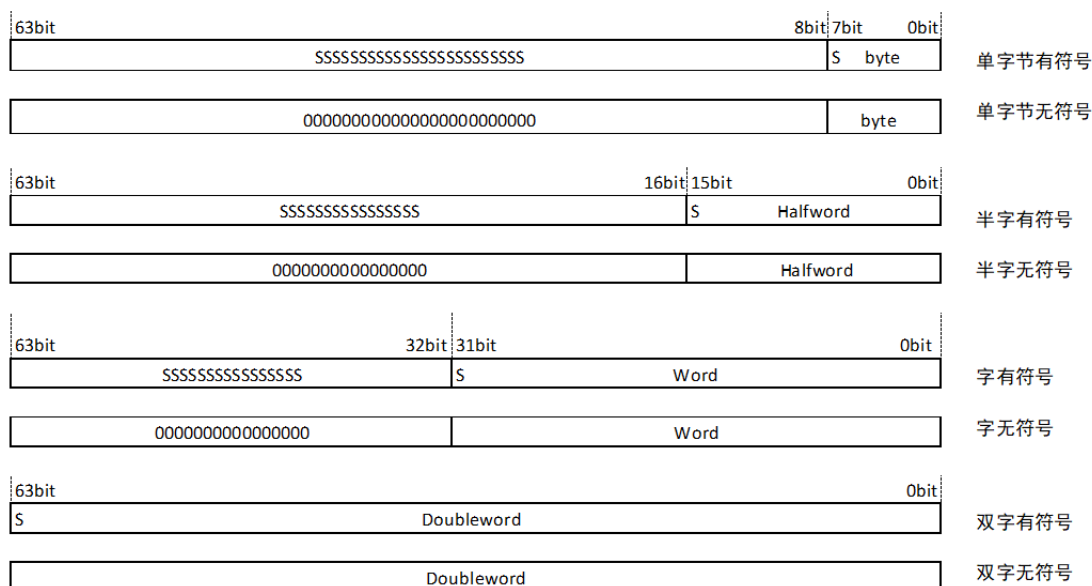 63bit 8bit 7bit 0bit
SSSSSSSSSSSSSSSSSSSSSSSS S byte 单字节有符号
000000000000000000000000 byte 单字节无符号
63bit 16bit 15bit 0bit
SSSSSSSSSSSSSSSS S Halfword 半字有符号
0000000000000000 Halfword 半字无符号
63bit 32bit 31bit 0bit
SSSSSSSSSSSSSSSS S Word 字有符号
0000000000000000 Word 字无符号
63bit 0bit
S Doubleword 双字有符号
Doubleword 双字无符号